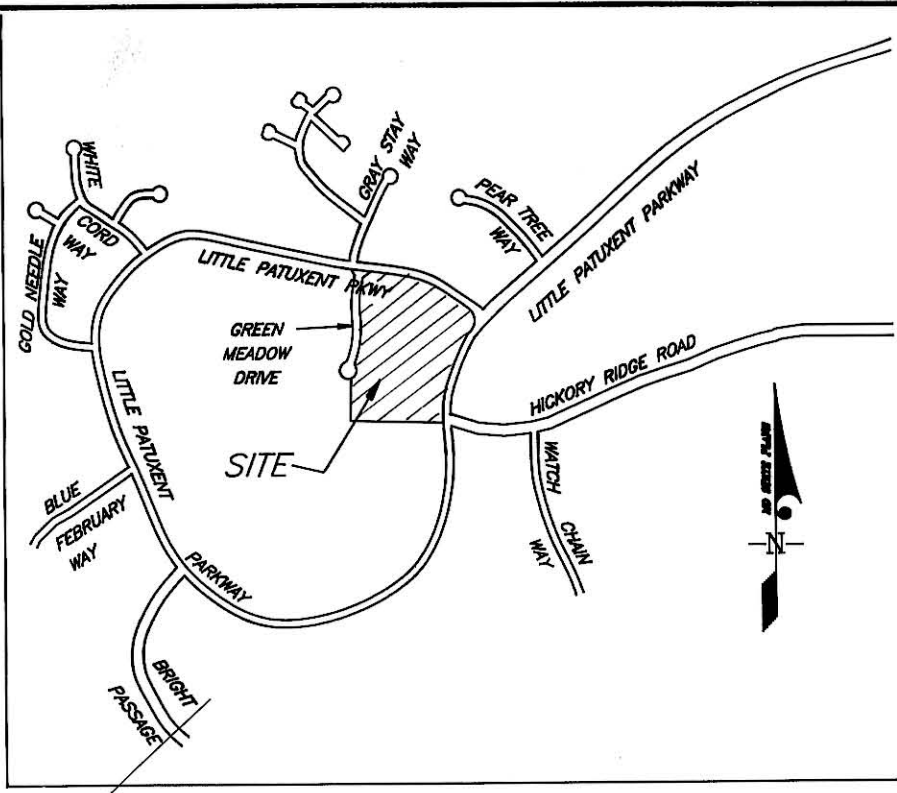 WHITE
CORD
WAY
GOLD NEEDLE
WAY
GRAY STAY
WAY
PEAR TREE
WAY
LITTLE PATUXENT PARKWAY
LITTLE PATUXENT PKWY
GREEN
MEADOW
DRIVE
HICKORY RIDGE ROAD
SITE
LITTLE PATUXENT
PARKWAY
BLUE
FEBRUARY
WAY
WATCH
CHAIN
WAY
N
BRIGHT
PASSAGE